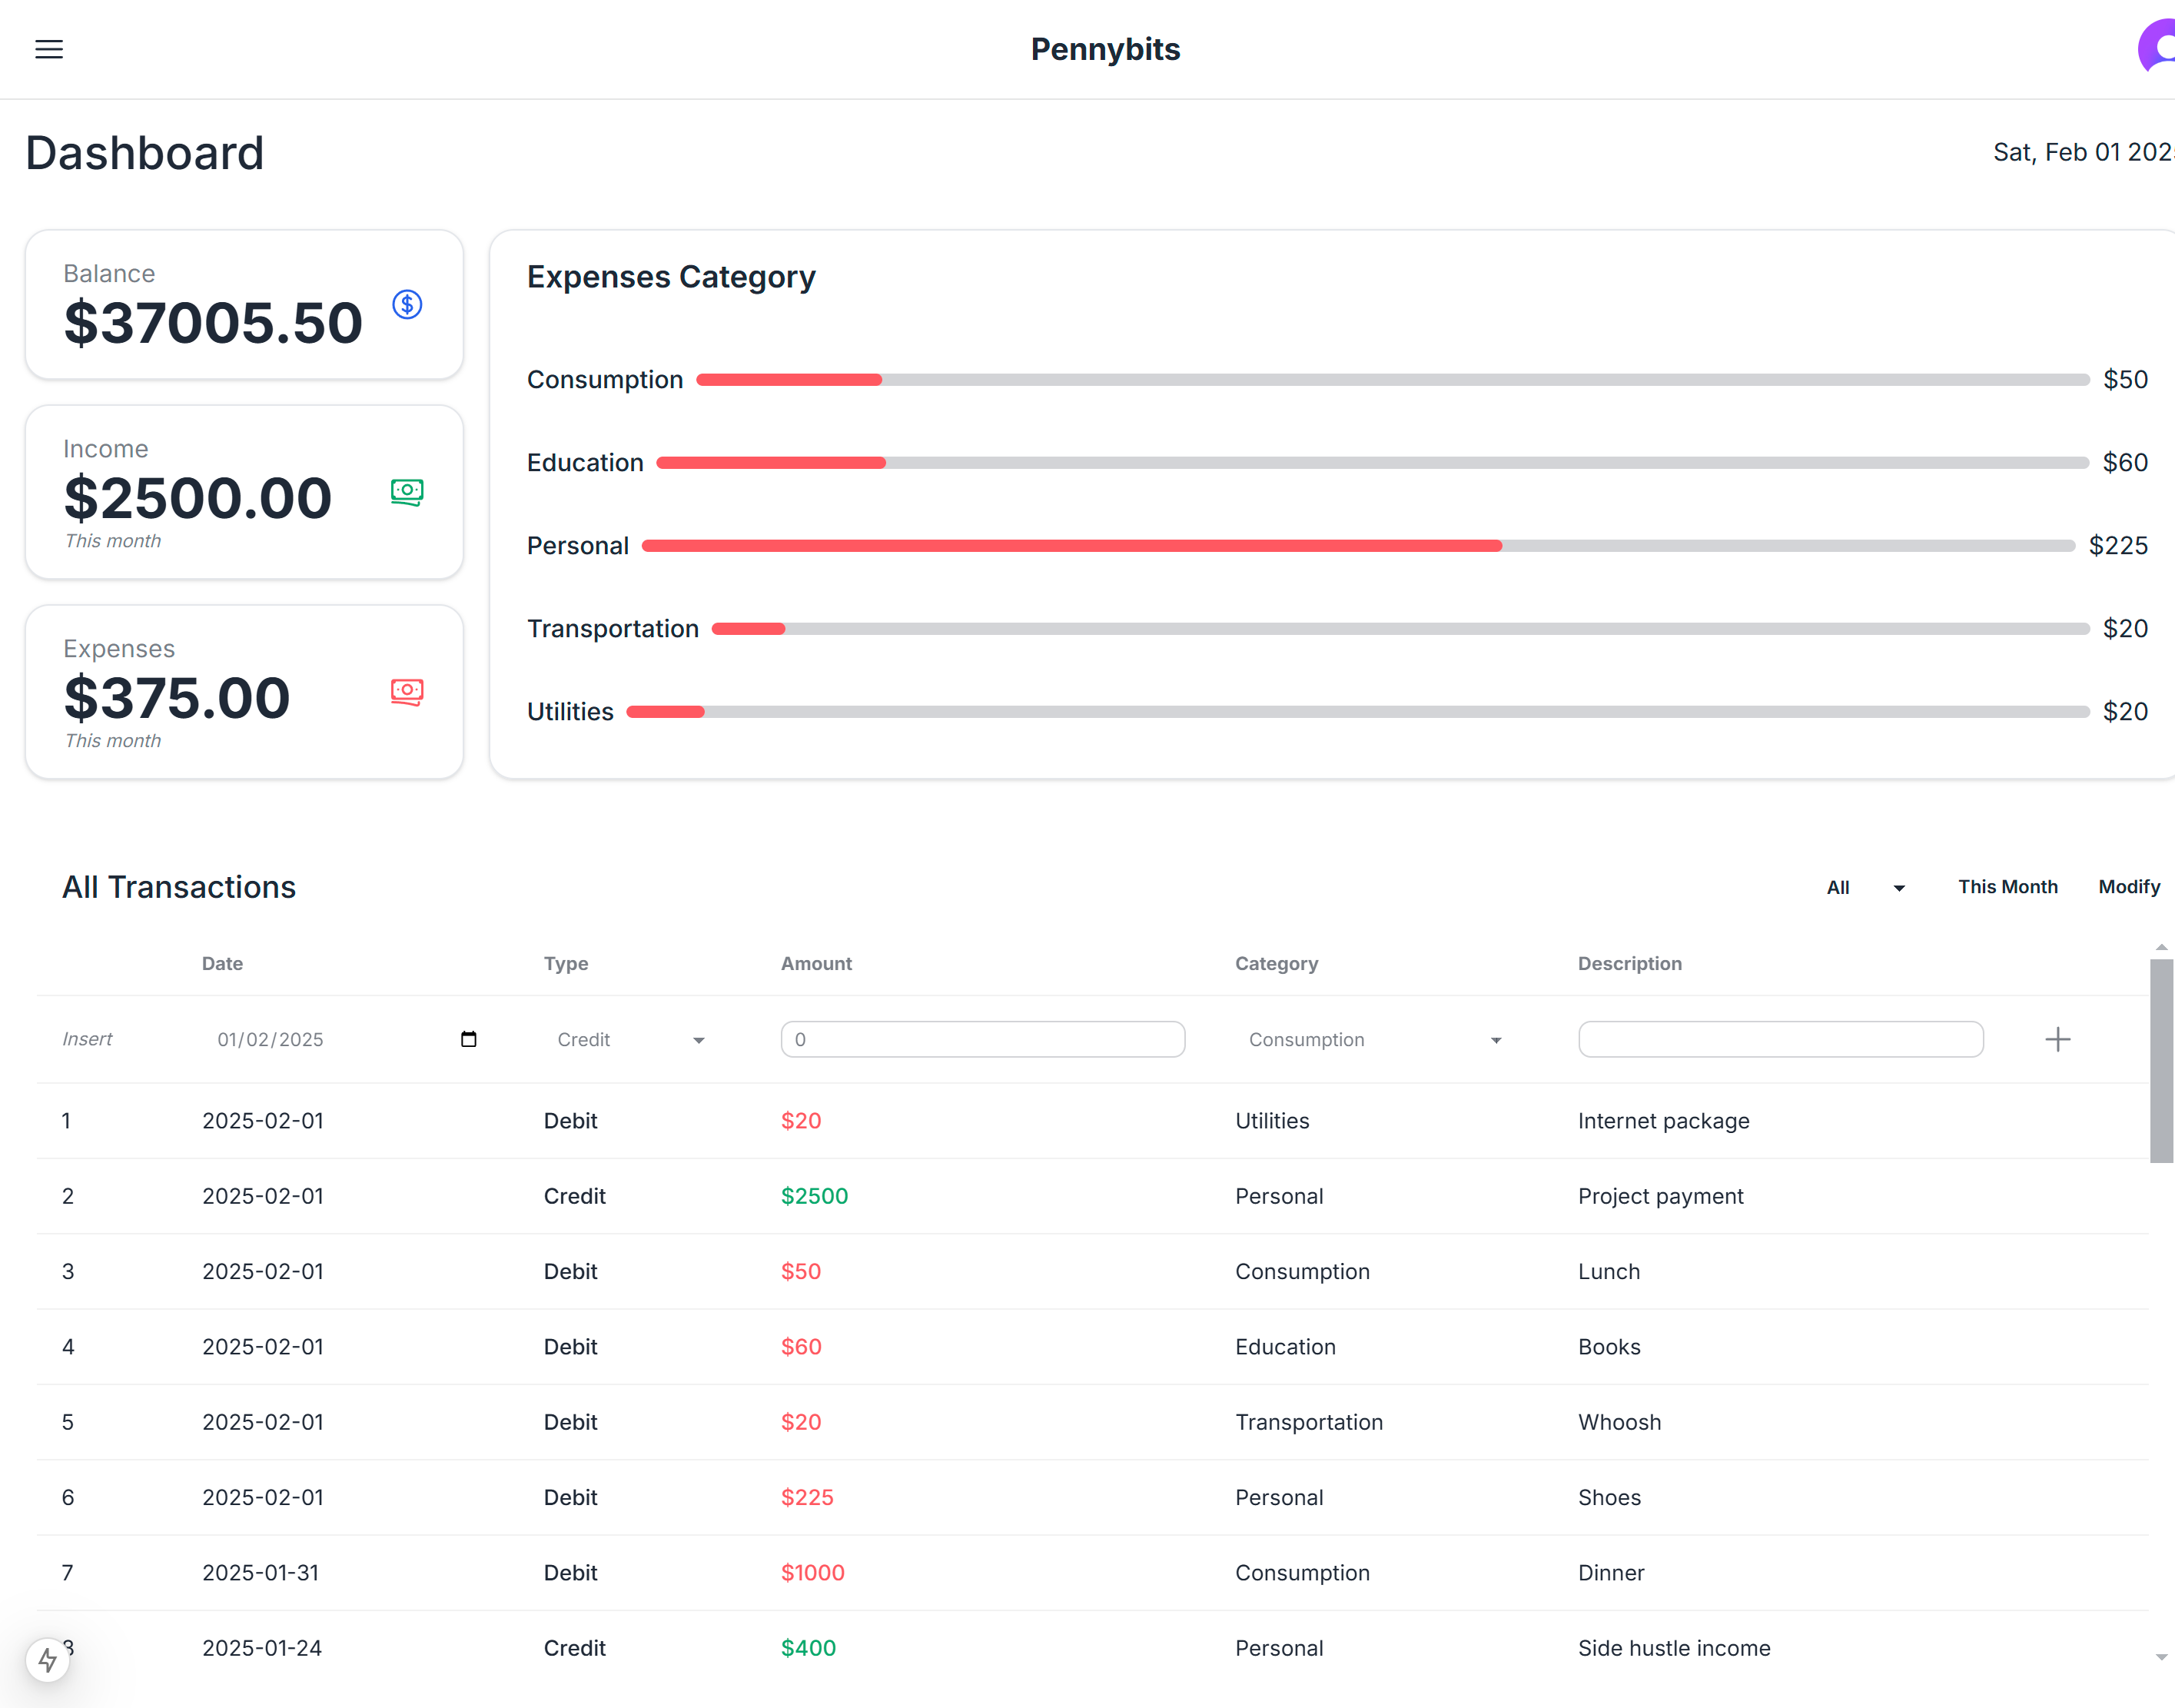 Pennybits
Dashboard
Sat, Feb 01 202
Balance
$37005.50
Income
$2500.00
This month
Expenses
$375.00
This month
Expenses Category
Consumption $50
Education $60
Personal $225
Transportation $20
Utilities $20
All Transactions All This Month Modify
Date Type Amount Category Description
Insert 01/02/2025 Credit 0 Consumption
1 2025-02-01 Debit $20 Utilities Internet package
2 2025-02-01 Credit $2500 Personal Project payment
3 2025-02-01 Debit $50 Consumption Lunch
4 2025-02-01 Debit $60 Education Books
5 2025-02-01 Debit $20 Transportation Whoosh
6 2025-02-01 Debit $225 Personal Shoes
7 2025-01-31 Debit $1000 Consumption Dinner
8 2025-01-24 Credit $400 Personal Side hustle income